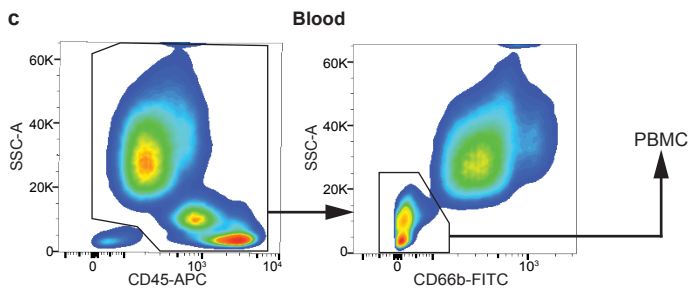 c
Blood
SSC-A
60K
40K
20K
0
0
10³
10⁴
CD45-APC
SSC-A
60K
40K
20K
0
0
10³
CD66b-FITC
PBMC